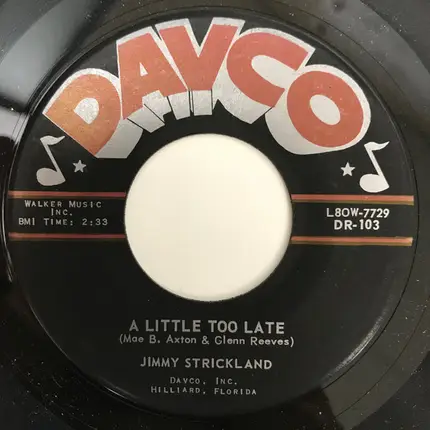 DAVCO
WALKER MUSIC
INC.
BMI TIME: 2:33
L80W-7729
DR-103
A LITTLE TOO LATE
(Mae B. Axton & Glenn Reeves)
JIMMY STRICKLAND
DAVCO, INC.
HILLIARD, FLORIDA